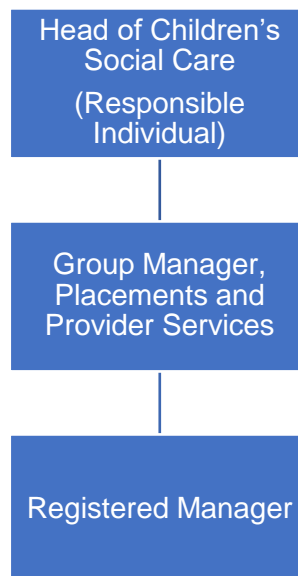 Head of Children’s
Social Care
(Responsible
Individual)
Group Manager,
Placements and
Provider Services
Registered Manager